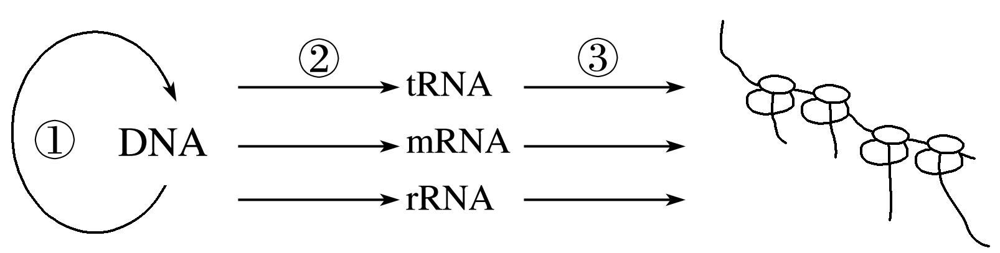 ② ③
tRNA
① DNA mRNA
rRNA